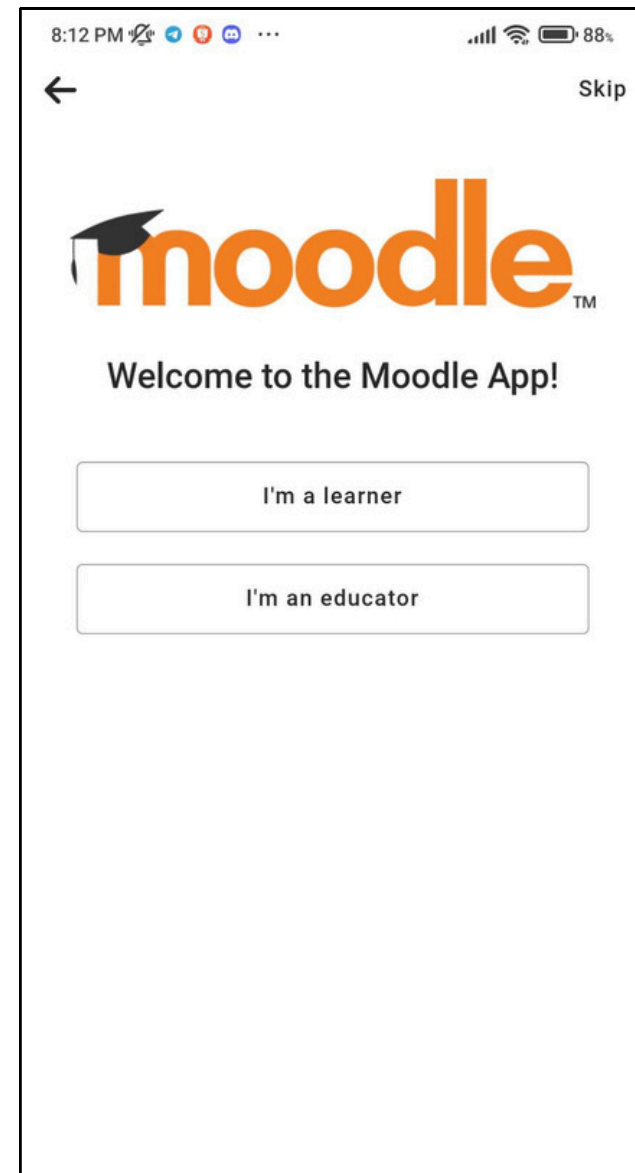 8:12 PM 88%
Skip
moodle TM
Welcome to the Moodle App!
I'm a learner
I'm an educator